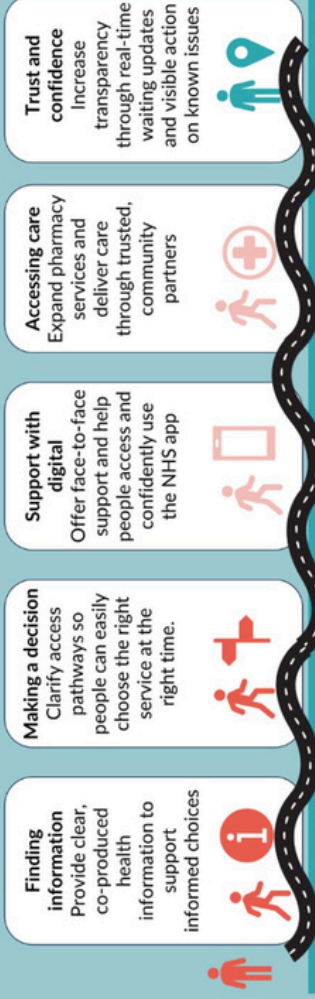 Finding
information
Provide clear,
co-produced
health
information to
support
informed choices
Making a decision
Clarify access
pathways so
people can easily
choose the right
service at the
right time.
Support with
digital
Offer face-to-face
support and help
people access and
confidently use
the NHS app
Accessing care
Expand pharmacy
services and
deliver care
through trusted,
community
partners
Trust and
confidence
Increase
transparency
through real-time
waiting updates
and visible action
on known issues